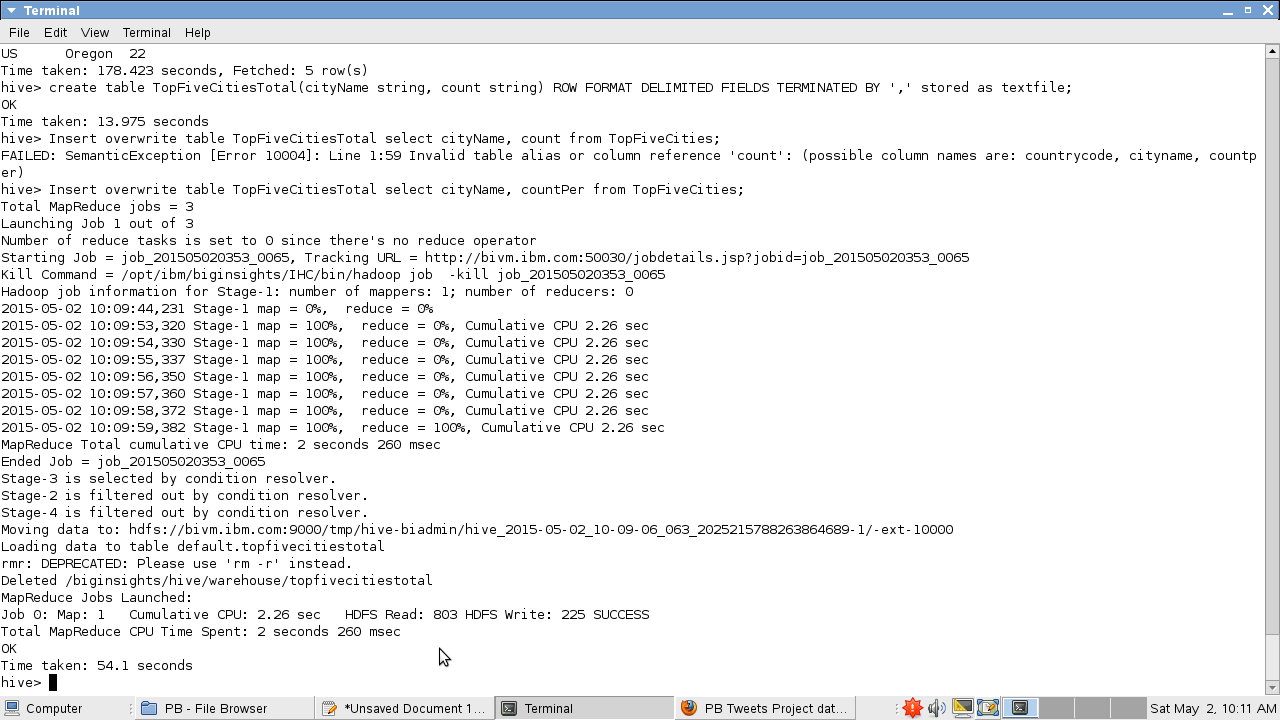 Terminal
File Edit View Terminal Help
US      Oregon  22
Time taken: 178.423 seconds, Fetched: 5 row(s)
hive> create table TopFiveCitiesTotal(cityName string, count string) ROW FORMAT DELIMITED FIELDS TERMINATED BY ',' stored as textfile;
OK
Time taken: 13.975 seconds
hive> Insert overwrite table TopFiveCitiesTotal select cityName, count from TopFiveCities;
FAILED: SemanticException [Error 10004]: Line 1:59 Invalid table alias or column reference 'count': (possible column names are: countrycode, cityname, countp
er)
hive> Insert overwrite table TopFiveCitiesTotal select cityName, countPer from TopFiveCities;
Total MapReduce jobs = 3
Launching Job 1 out of 3
Number of reduce tasks is set to 0 since there's no reduce operator
Starting Job = job_201505020353_0065, Tracking URL = http://bivm.ibm.com:50030/jobdetails.jsp?jobid=job_201505020353_0065
Kill Command = /opt/ibm/biginsights/IHC/bin/hadoop job  -kill job_201505020353_0065
Hadoop job information for Stage-1: number of mappers: 1; number of reducers: 0
2015-05-02 10:09:44,231 Stage-1 map = 0%,  reduce = 0%
2015-05-02 10:09:53,320 Stage-1 map = 100%,  reduce = 0%, Cumulative CPU 2.26 sec
2015-05-02 10:09:54,330 Stage-1 map = 100%,  reduce = 0%, Cumulative CPU 2.26 sec
2015-05-02 10:09:55,337 Stage-1 map = 100%,  reduce = 0%, Cumulative CPU 2.26 sec
2015-05-02 10:09:56,350 Stage-1 map = 100%,  reduce = 0%, Cumulative CPU 2.26 sec
2015-05-02 10:09:57,360 Stage-1 map = 100%,  reduce = 0%, Cumulative CPU 2.26 sec
2015-05-02 10:09:58,372 Stage-1 map = 100%,  reduce = 0%, Cumulative CPU 2.26 sec
2015-05-02 10:09:59,382 Stage-1 map = 100%,  reduce = 100%, Cumulative CPU 2.26 sec
MapReduce Total cumulative CPU time: 2 seconds 260 msec
Ended Job = job_201505020353_0065
Stage-3 is selected by condition resolver.
Stage-2 is filtered out by condition resolver.
Stage-4 is filtered out by condition resolver.
Moving data to: hdfs://bivm.ibm.com:9000/tmp/hive-biadmin/hive_2015-05-02_10-09-06_063_2025215788263864689-1/-ext-10000
Loading data to table default.topfivecitiestotal
rmr: DEPRECATED: Please use 'rm -r' instead.
Deleted /biginsights/hive/warehouse/topfivecitiestotal
MapReduce Jobs Launched:
Job 0: Map: 1   Cumulative CPU: 2.26 sec   HDFS Read: 803 HDFS Write: 225 SUCCESS
Total MapReduce CPU Time Spent: 2 seconds 260 msec
OK
Time taken: 54.1 seconds
hive>
Computer PB - File Browser *Unsaved Document 1... Terminal PB Tweets Project dat... Sat May  2, 10:11 AM